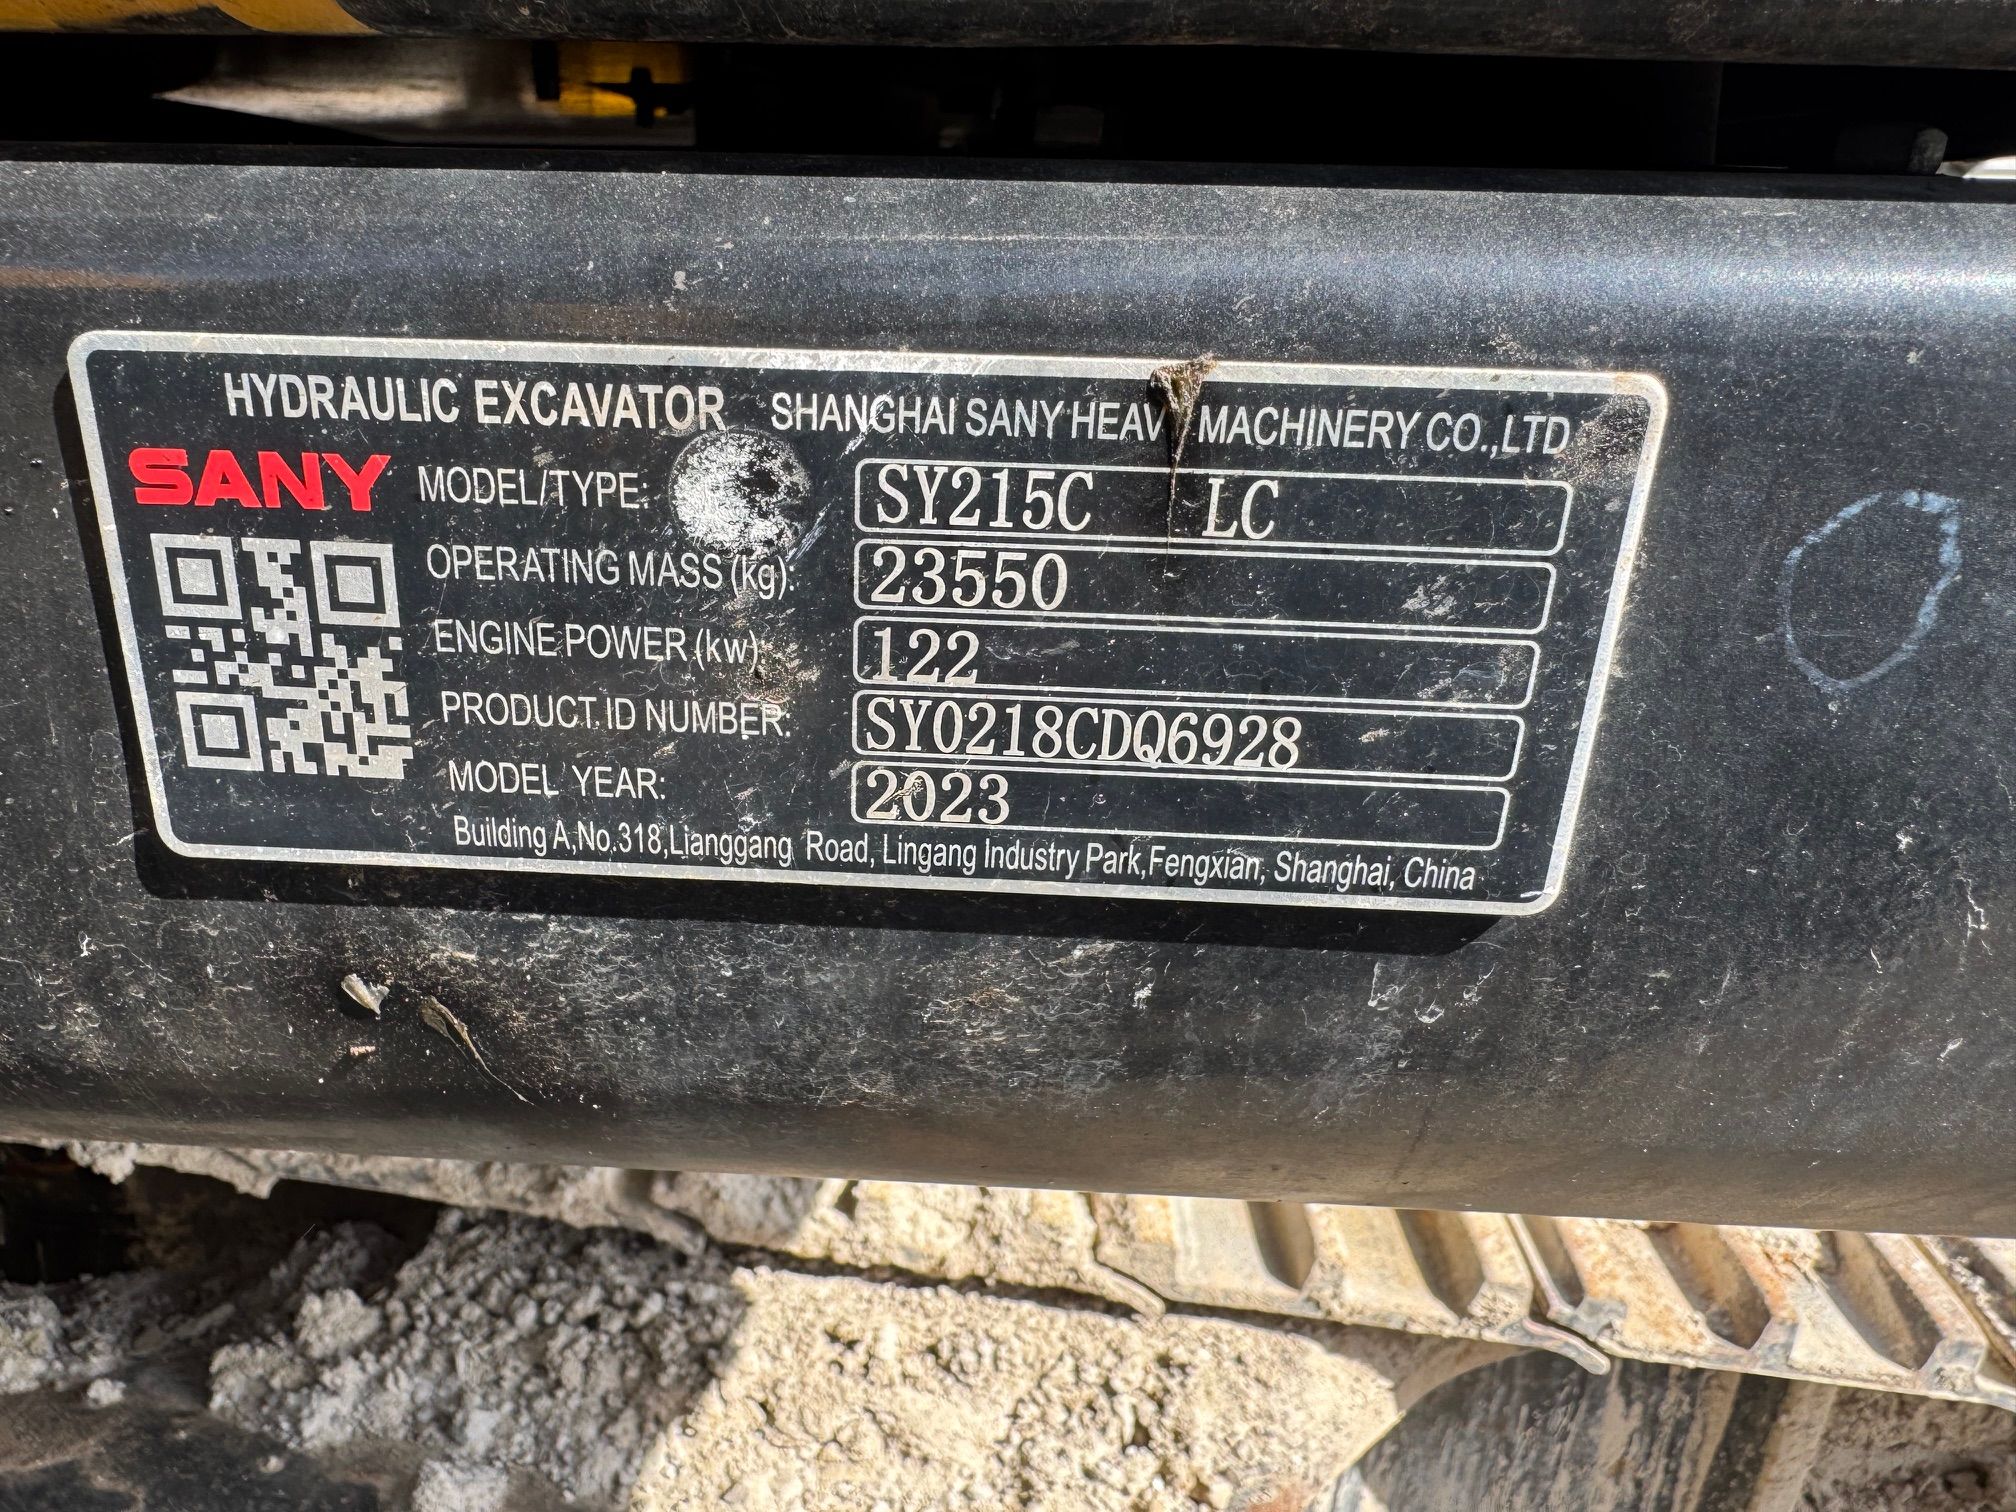 HYDRAULIC EXCAVATOR SHANGHAI SANY HEAVY MACHINERY CO.,LTD
SANY
MODEL/TYPE: SY215C LC
OPERATING MASS (kg): 23550
ENGINE POWER (kw): 122
PRODUCT ID NUMBER: SY0218CDQ6928
MODEL YEAR: 2023
Building A,No.318,Lianggang Road, Lingang Industry Park,Fengxian, Shanghai, China